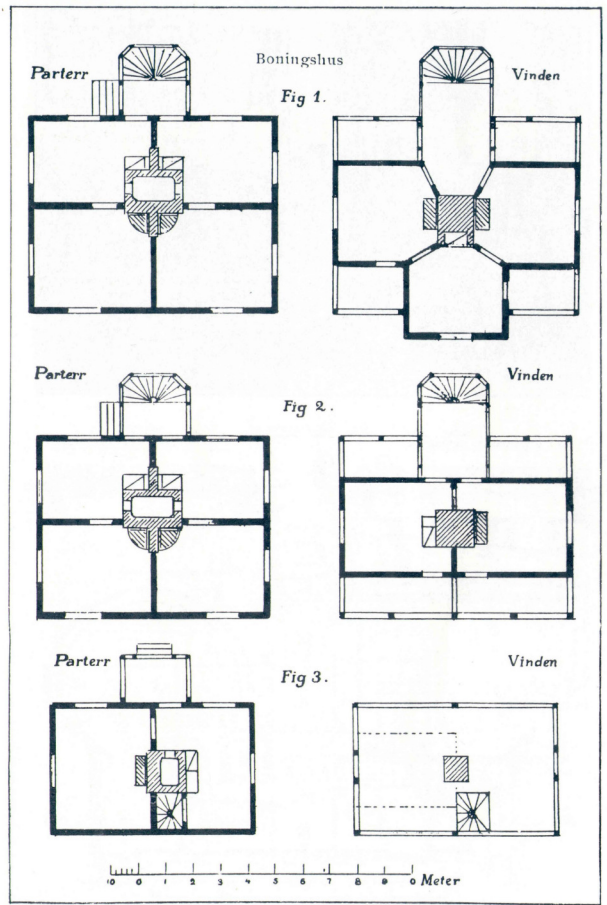 Boningshus
Parterr Vinden
Fig 1.
Parterr Vinden
Fig 2.
Parterr Vinden
Fig 3.
10 0 1 2 3 4 5 6 7 8 9 0 Meter